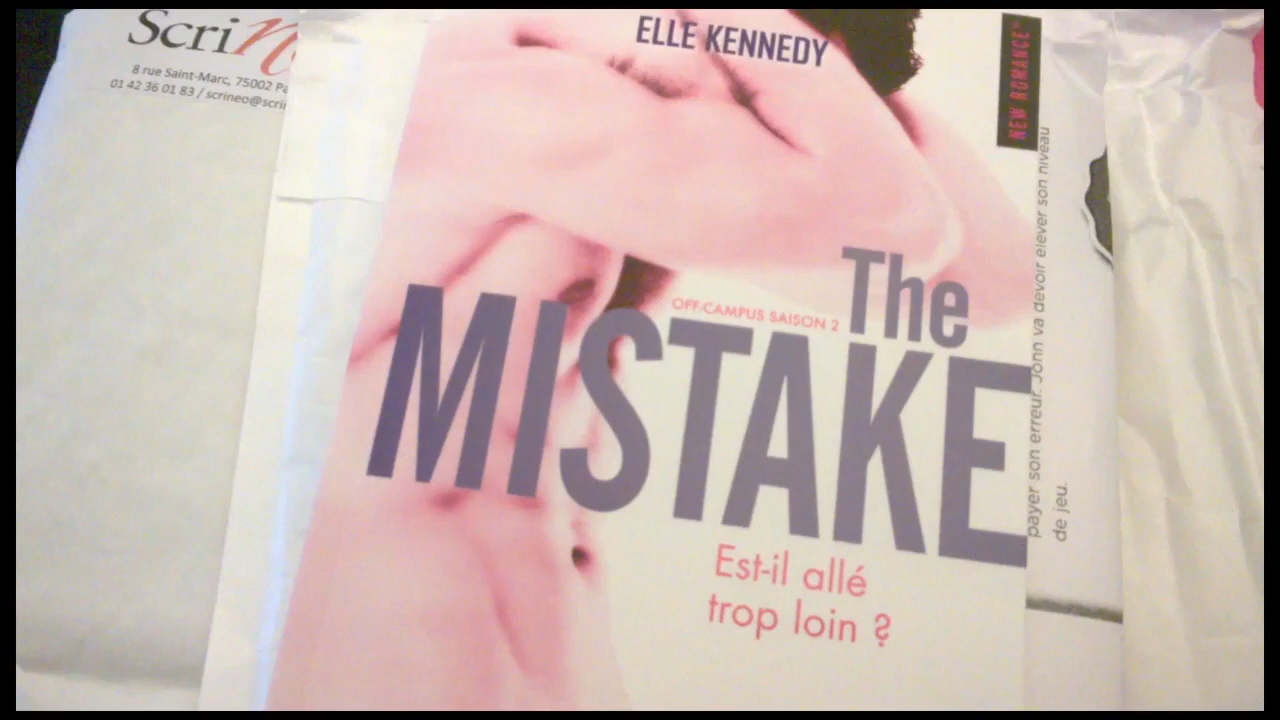 Scrin
8 rue Saint-Marc, 75002 Pa
01 42 36 01 83 / scrineo@scri
ELLE KENNEDY
NEW ROMANCE
The
OFF-CAMPUS SAISON 2
MISTAKE
Est-il allé
trop loin ?
payer son erreur. John va devoir élever son niveau
de jeu.